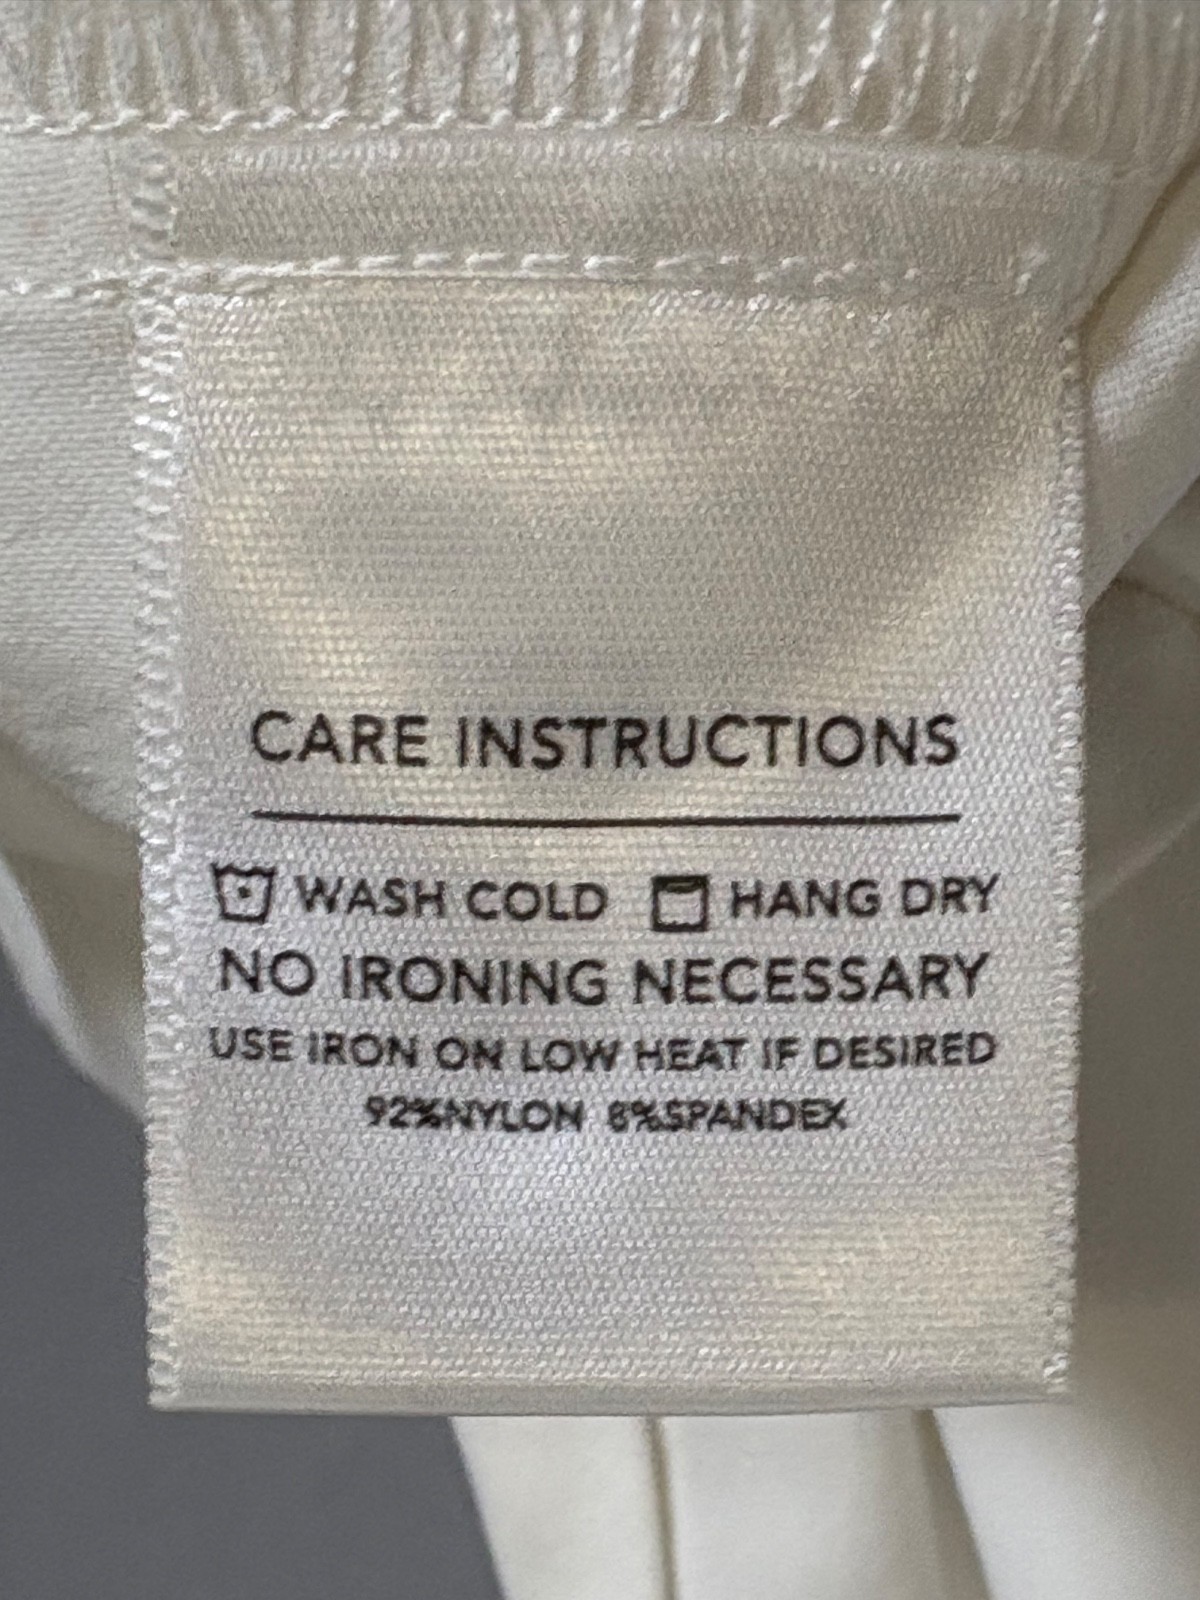 CARE INSTRUCTIONS
WASH COLD HANG DRY
NO IRONING NECESSARY
USE IRON ON LOW HEAT IF DESIRED
92%NYLON 8%SPANDEX